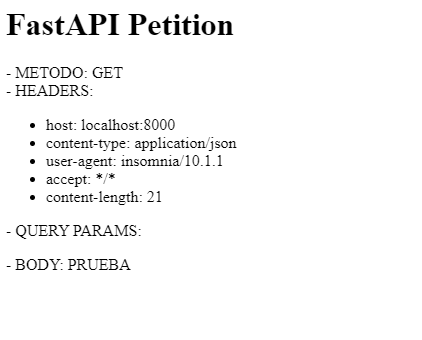 FastAPI Petition
- METODO: GET
- HEADERS:
• host: localhost:8000
• content-type: application/json
• user-agent: insomnia/10.1.1
• accept: */*
• content-length: 21
- QUERY PARAMS:
- BODY: PRUEBA